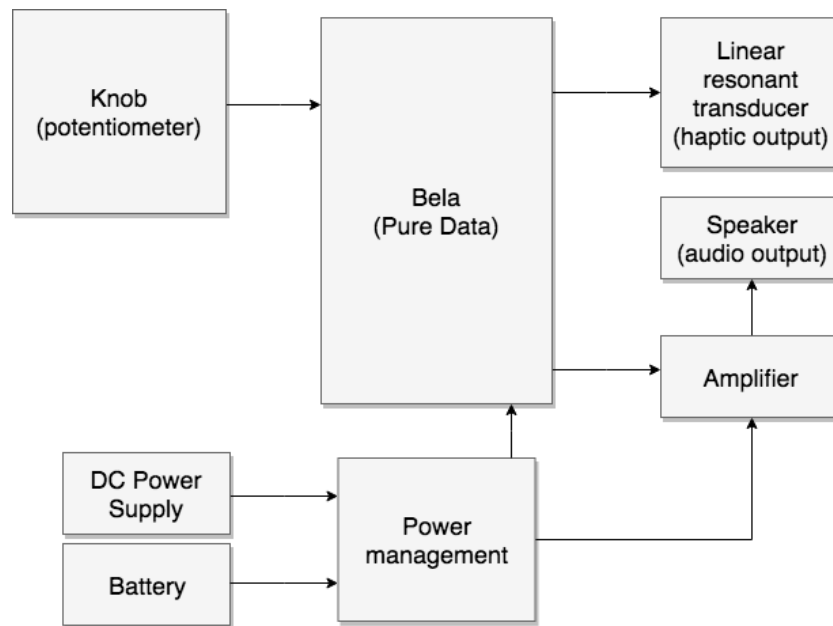 Knob
(potentiometer)
Bela
(Pure Data)
Linear
resonant
transducer
(haptic output)
Speaker
(audio output)
Amplifier
DC Power
Supply
Battery
Power
management